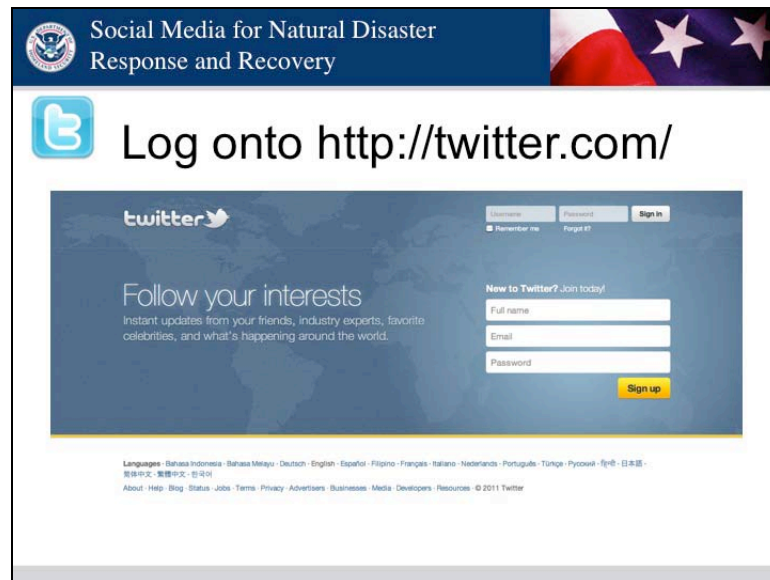 Social Media for Natural Disaster
Response and Recovery
Log onto http://twitter.com/
twitter
Username Password Sign in
Remember me Forgot it?
Follow your interests
Instant updates from your friends, industry experts, favorite
celebrities, and what's happening around the world.
New to Twitter? Join today!
Full name
Email
Password
Sign up
Languages - Bahasa Indonesia - Bahasa Melayu - Deutsch - English - Español - Filipino - Français - Italiano - Nederlands - Português - Türkçe - Русский - हिन्दी - 日本語 -
简体中文 - 繁體中文 - 한국어
About - Help - Blog - Status - Jobs - Terms - Privacy - Advertisers - Businesses - Media - Developers - Resources - © 2011 Twitter